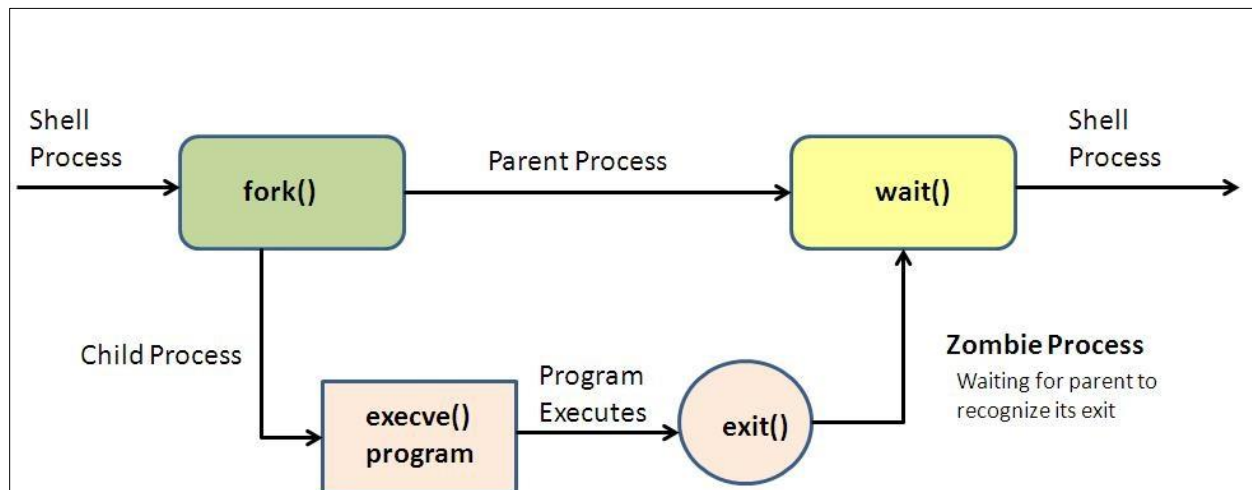 Shell
Process
fork()
Parent Process
wait()
Shell
Process
Child Process
execve()
program
Program
Executes
exit()
Zombie Process
Waiting for parent to
recognize its exit